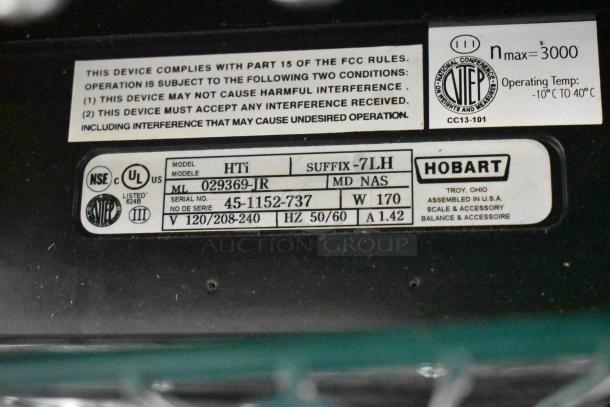 THIS DEVICE COMPLIES WITH PART 15 OF THE FCC RULES.
OPERATION IS SUBJECT TO THE FOLLOWING TWO CONDITIONS:
(1) THIS DEVICE MAY NOT CAUSE HARMFUL INTERFERENCE,
(2) THIS DEVICE MUST ACCEPT ANY INTERFERENCE RECEIVED,
INCLUDING INTERFERENCE THAT MAY CAUSE UNDESIRED OPERATION.
III
nmax=3000
NATIONAL CONFERENCE
ON WEIGHTS AND MEASURES
NTEP
CC13-101
Operating Temp:
-10°C TO 40°C
NSF
C UL US
LISTED
624B
NTEP
III
MODEL
MODELE
HTi
SUFFIX -7LH
ML 029369-JR
MD NAS
SERIAL NO.
NO DE SERIE
45-1152-737
W 170
V 120/208-240
HZ 50/60
A 1.42
HOBART
TROY, OHIO
ASSEMBLED IN U.S.A.
SCALE & ACCESSORY
BALANCE & ACCESSOIRE
AUCTION GROUP